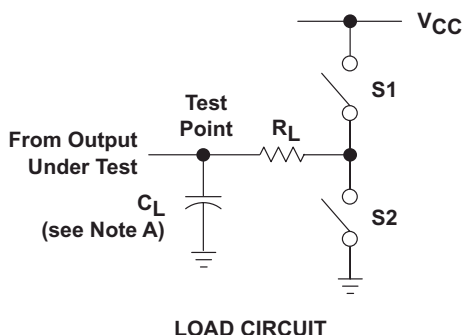 VCC
S1
Test
Point
RL
From Output
Under Test
CL
(see Note A)
S2
LOAD CIRCUIT